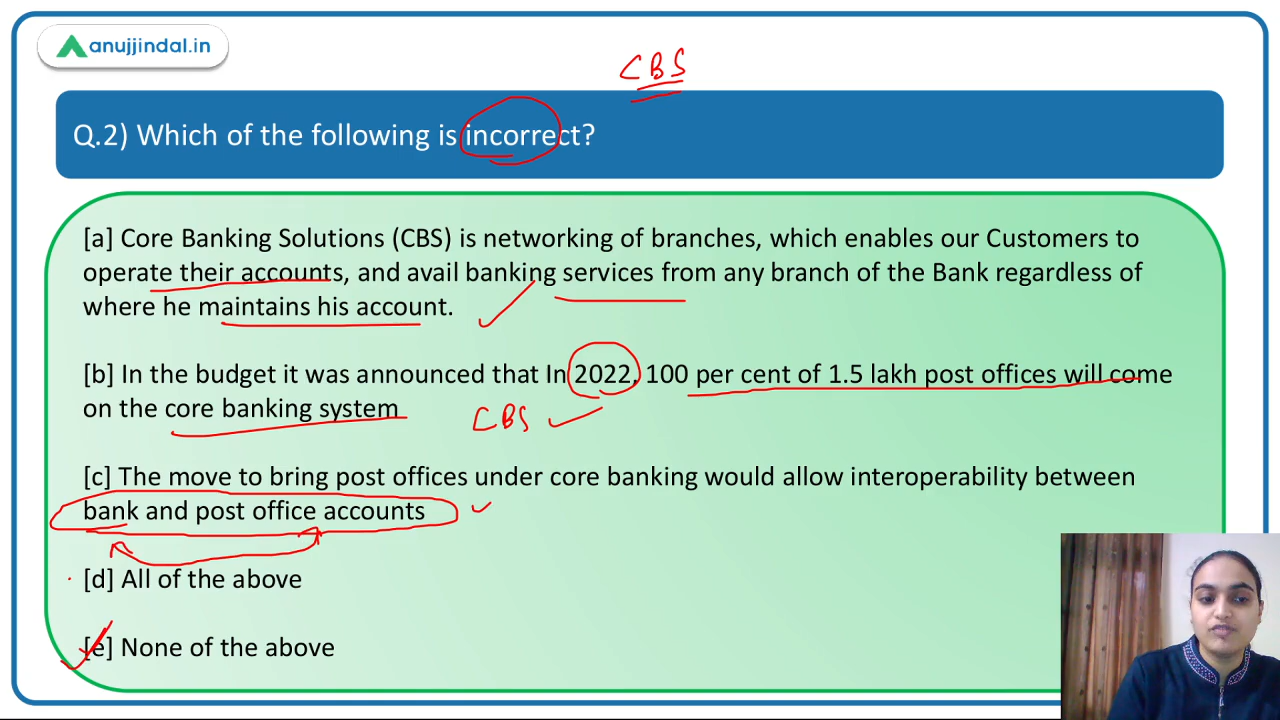 anujjindal.in
CBS
Q.2) Which of the following is incorrect?
[a] Core Banking Solutions (CBS) is networking of branches, which enables our Customers to
operate their accounts, and avail banking services from any branch of the Bank regardless of
where he maintains his account.
[b] In the budget it was announced that In 2022, 100 per cent of 1.5 lakh post offices will come
on the core banking system
CBS
[c] The move to bring post offices under core banking would allow interoperability between
bank and post office accounts
[d] All of the above
[e] None of the above